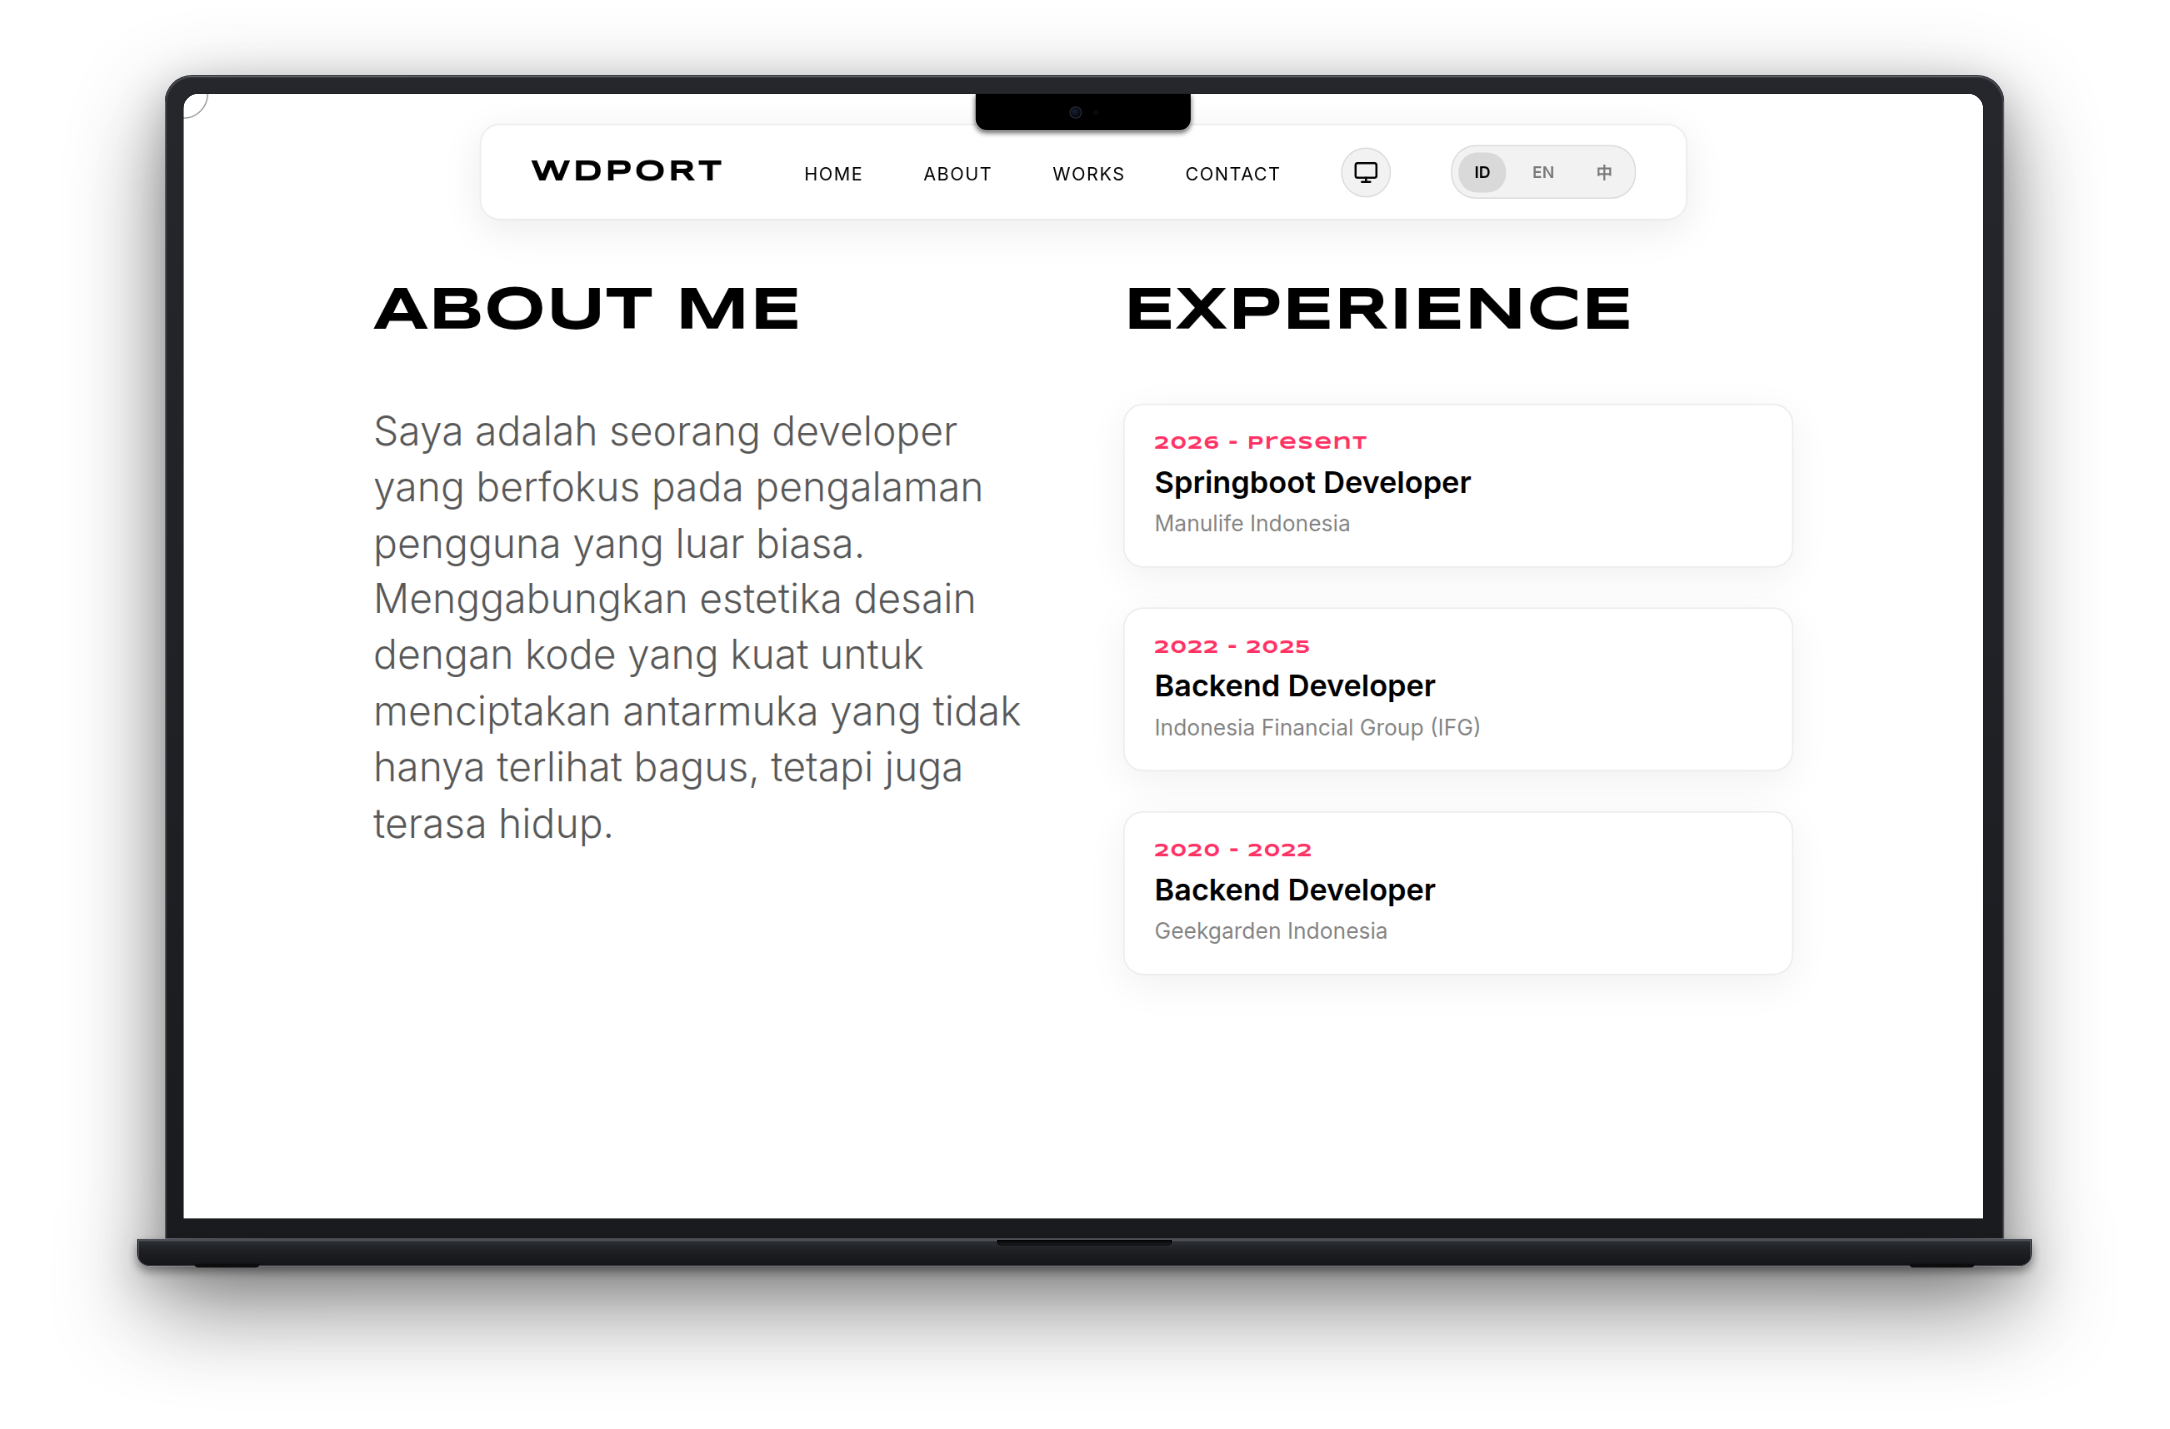 WDPORT
HOME
ABOUT
WORKS
CONTACT
ID
EN
中
ABOUT ME
Saya adalah seorang developer
yang berfokus pada pengalaman
pengguna yang luar biasa.
Menggabungkan estetika desain
dengan kode yang kuat untuk
menciptakan antarmuka yang tidak
hanya terlihat bagus, tetapi juga
terasa hidup.
EXPERIENCE
2026 - Present
Springboot Developer
Manulife Indonesia
2022 - 2025
Backend Developer
Indonesia Financial Group (IFG)
2020 - 2022
Backend Developer
Geekgarden Indonesia